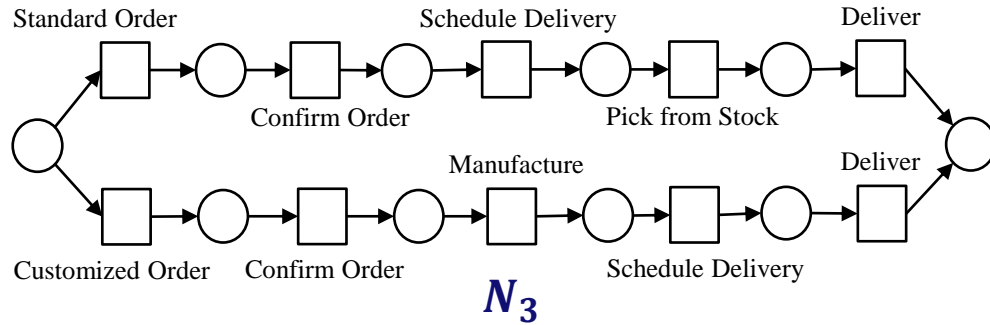 Standard Order
Schedule Delivery
Deliver
Confirm Order
Pick from Stock
Manufacture
Deliver
Customized Order
Confirm Order
Schedule Delivery
N₃